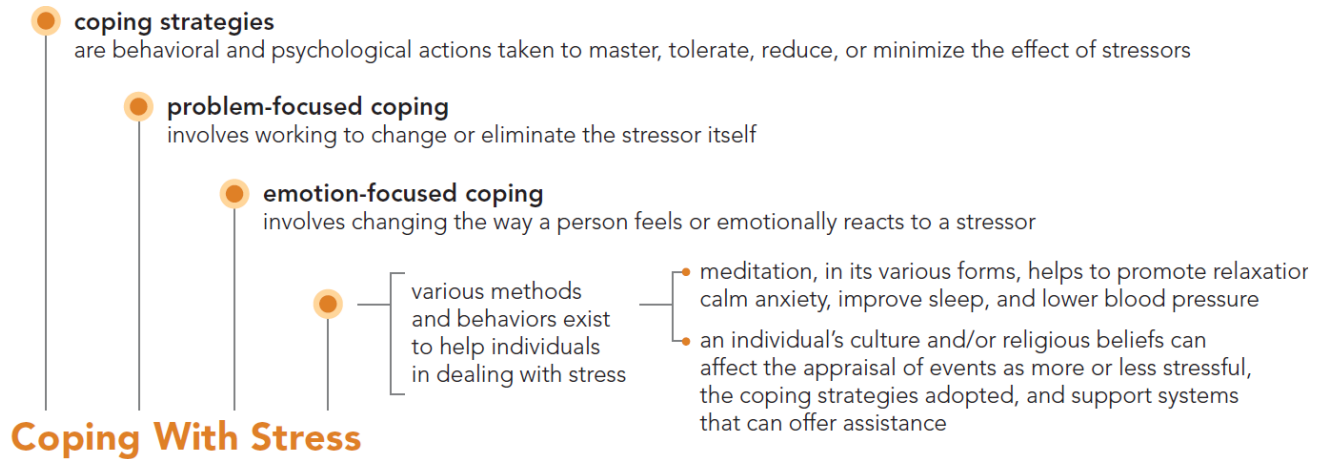 coping strategies
are behavioral and psychological actions taken to master, tolerate, reduce, or minimize the effect of stressors
problem-focused coping
involves working to change or eliminate the stressor itself
emotion-focused coping
involves changing the way a person feels or emotionally reacts to a stressor
various methods
and behaviors exist
to help individuals
in dealing with stress
meditation, in its various forms, helps to promote
calm anxiety, improve sleep, and lower blood pressure
an individual’s culture and/or religious beliefs can
affect the appraisal of events as more or less stressful,
the coping strategies adopted, and support systems
that can offer assistance
Coping With Stress